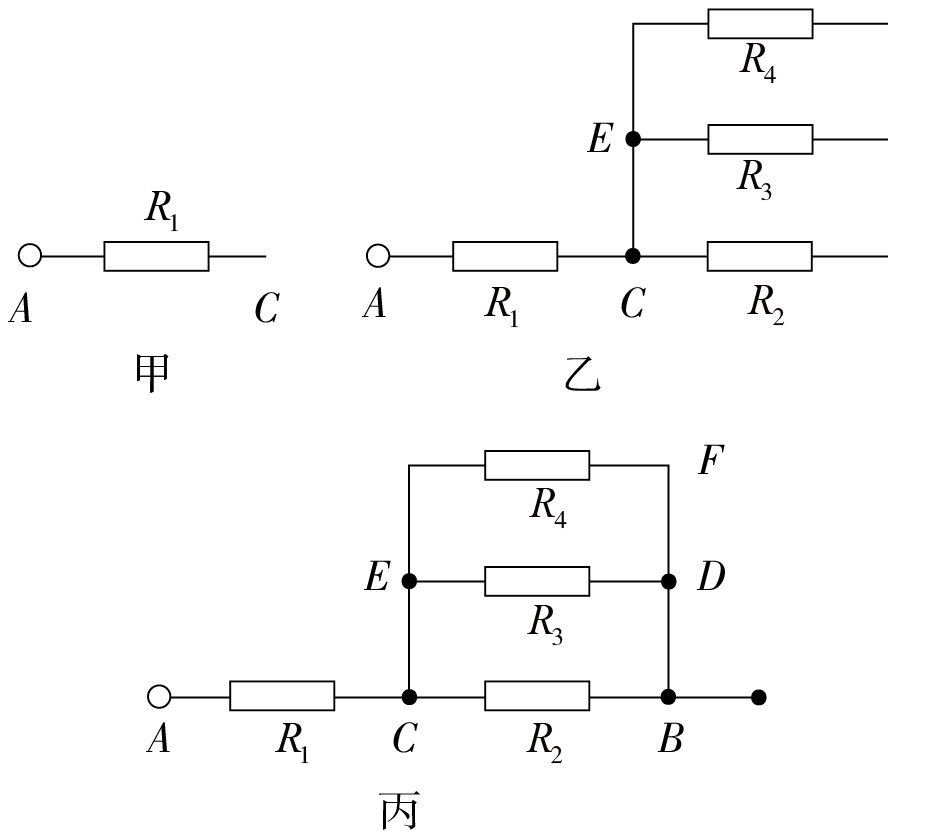 R₄
E
R₃
R₁
A
C
甲
A
R₁
C
R₂
乙
F
R₄
E
D
R₃
A
R₁
C
R₂
B
丙